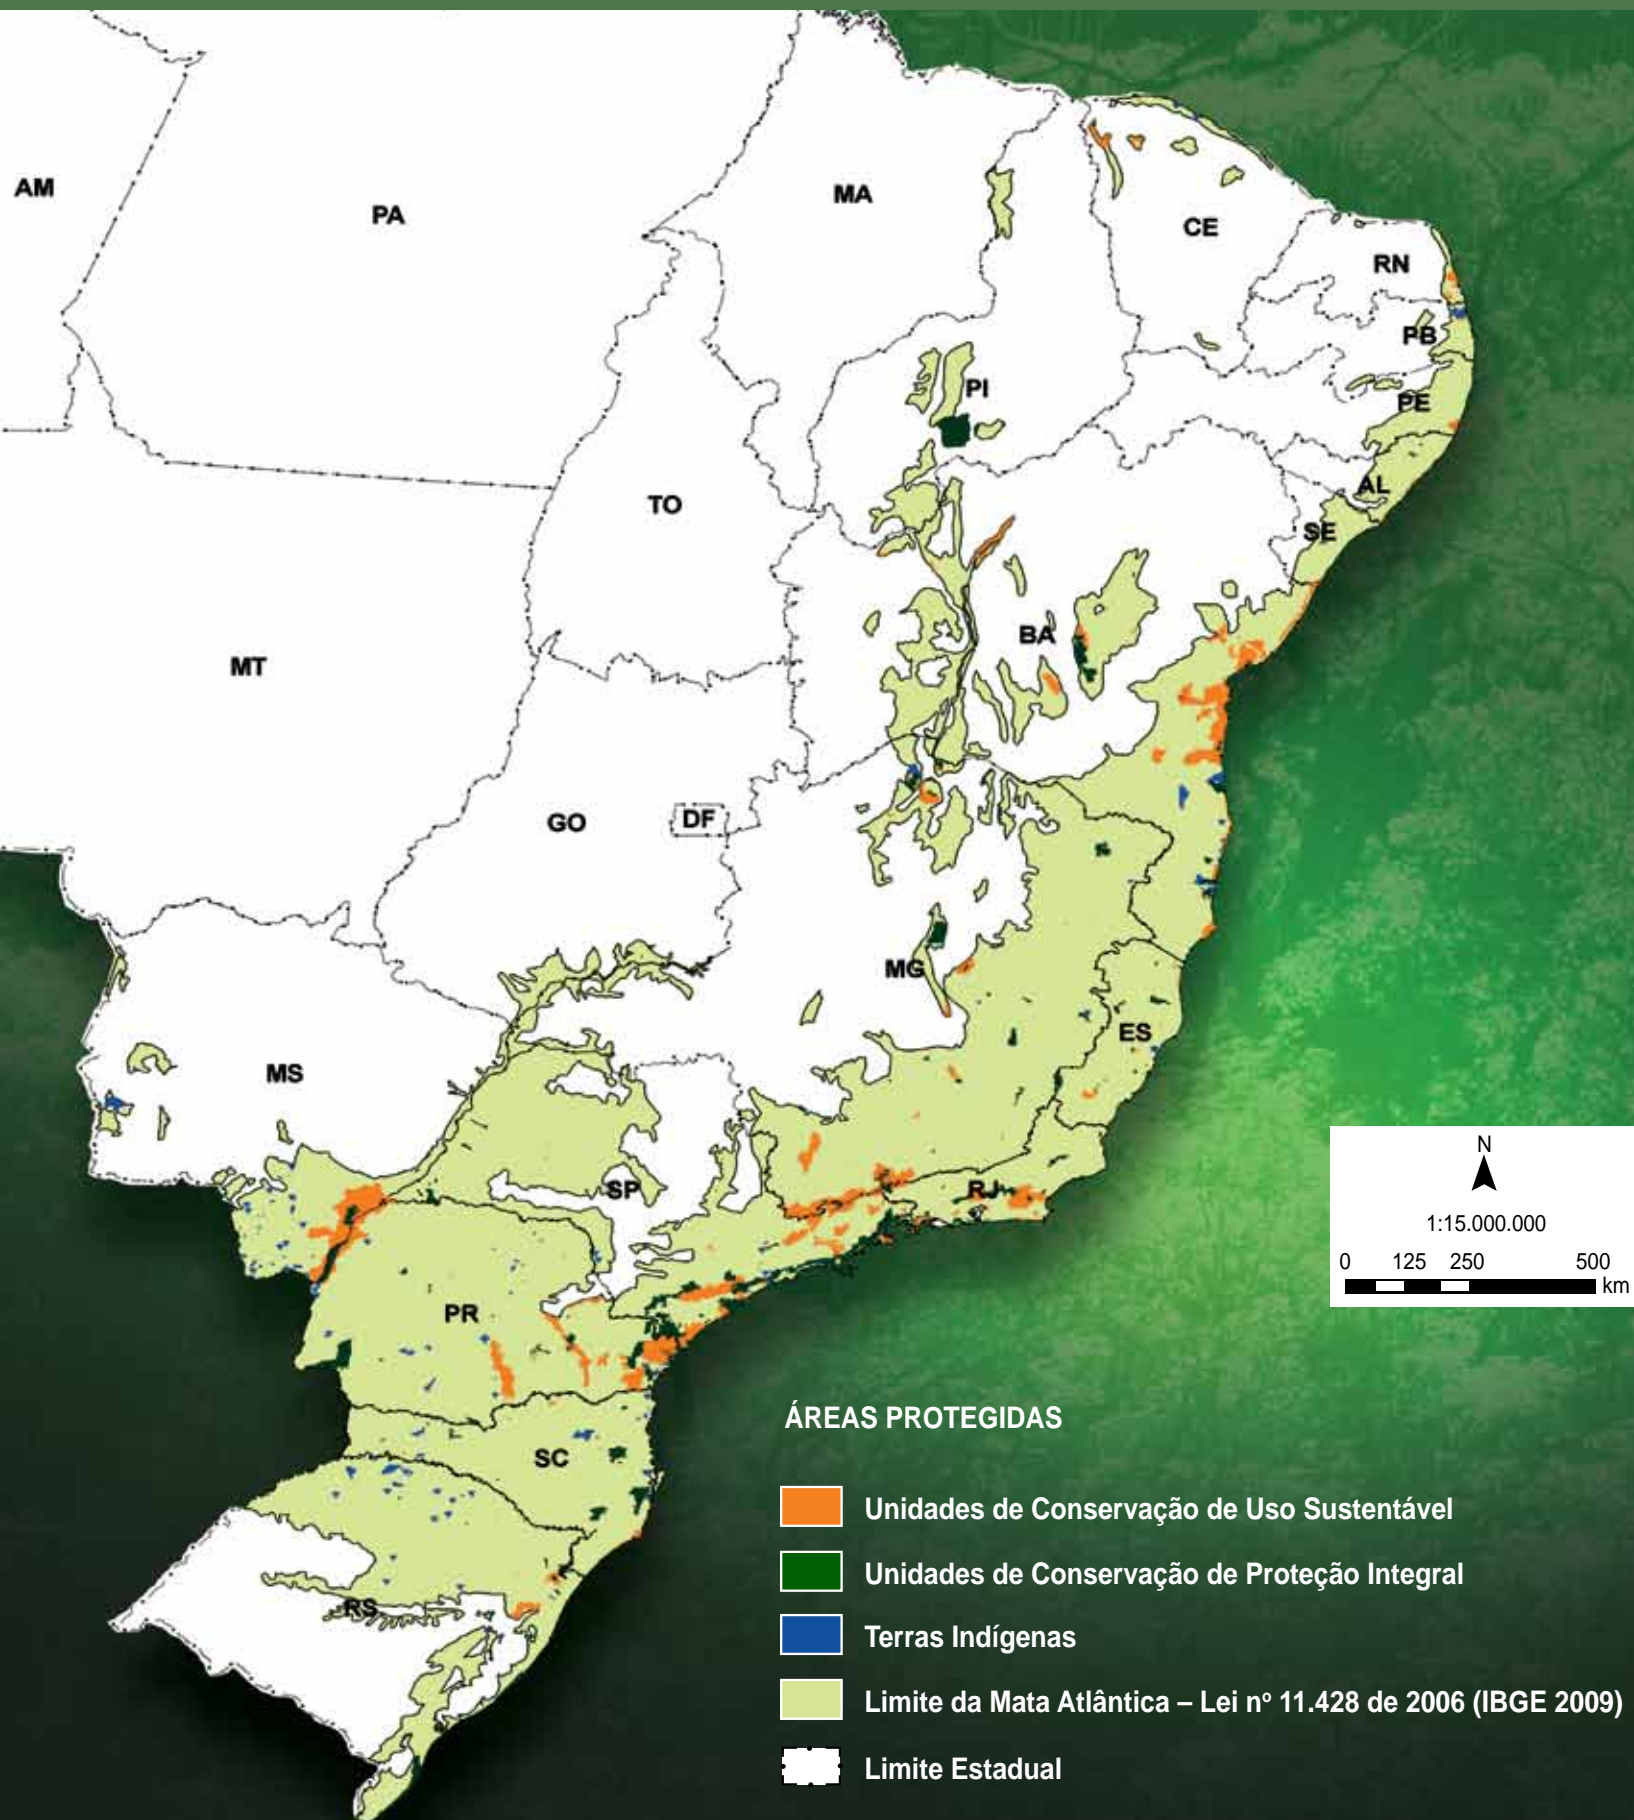 AM
PA
MA
CE
RN
PB
PI
PE
AL
TO
SE
BA
MT
GO
DF
MG
ES
MS
SP
RJ
PR
SC
RS
N
1:15.000.000
0 125 250 500
km
ÁREAS PROTEGIDAS
Unidades de Conservação de Uso Sustentável
Unidades de Conservação de Proteção Integral
Terras Indígenas
Limite da Mata Atlântica – Lei nº 11.428 de 2006 (IBGE 2009)
Limite Estadual